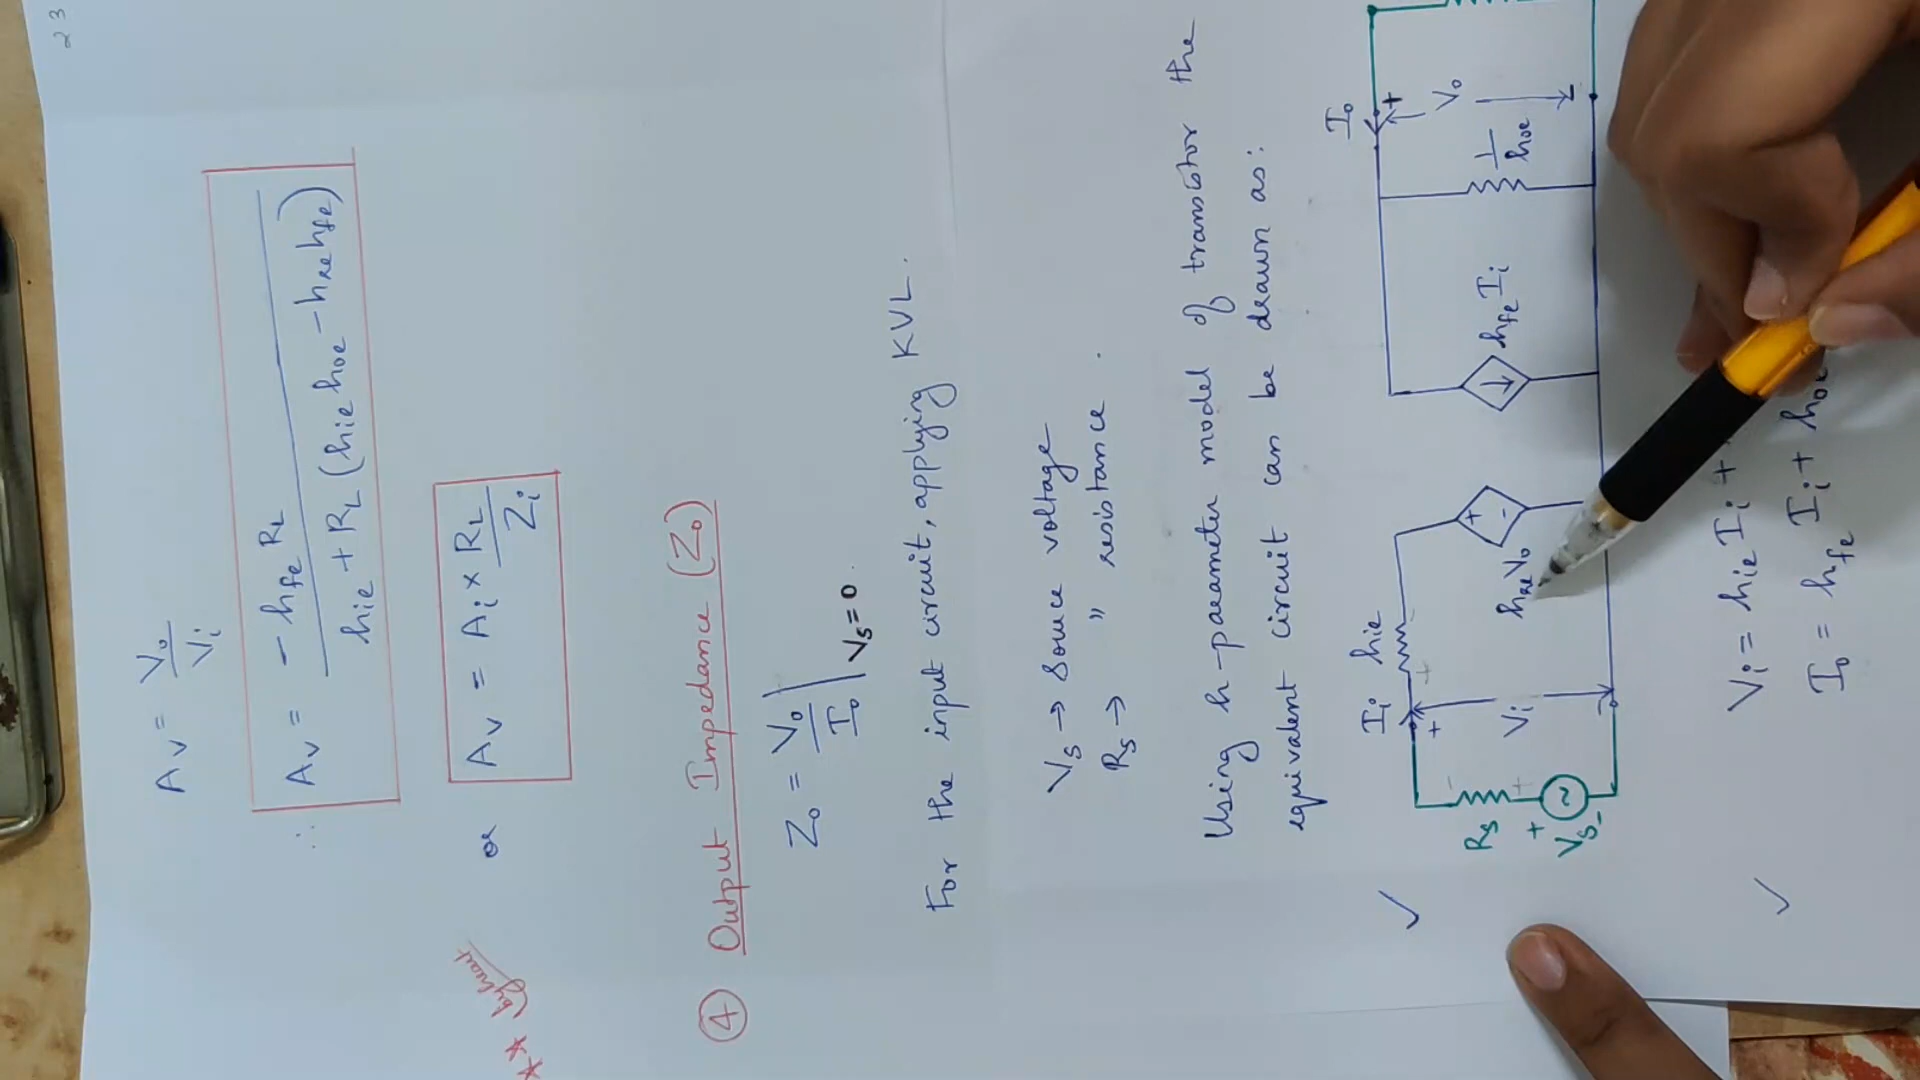 2 3
Av = Vo/Vi
∴ Av = - hfe RL / hie + RL (hie hoe - hre hfe)
or Av = Ai × RL/Zi
** byheart
④ Output Impedance (Zo)
Zo = Vo/Io | Vs=0.
For the input circuit, applying KVL.
Vs → Source voltage
Rs → " resistance.
Using h-parameter model of transistor the
equivalent circuit can be drawn as:
Ii hie Io
+ + + -
Rs + Vs - Vi hre Vo hfe Ii 1/hoe Vo
Vi = hie Ii +
Io = hfe Ii + hoe